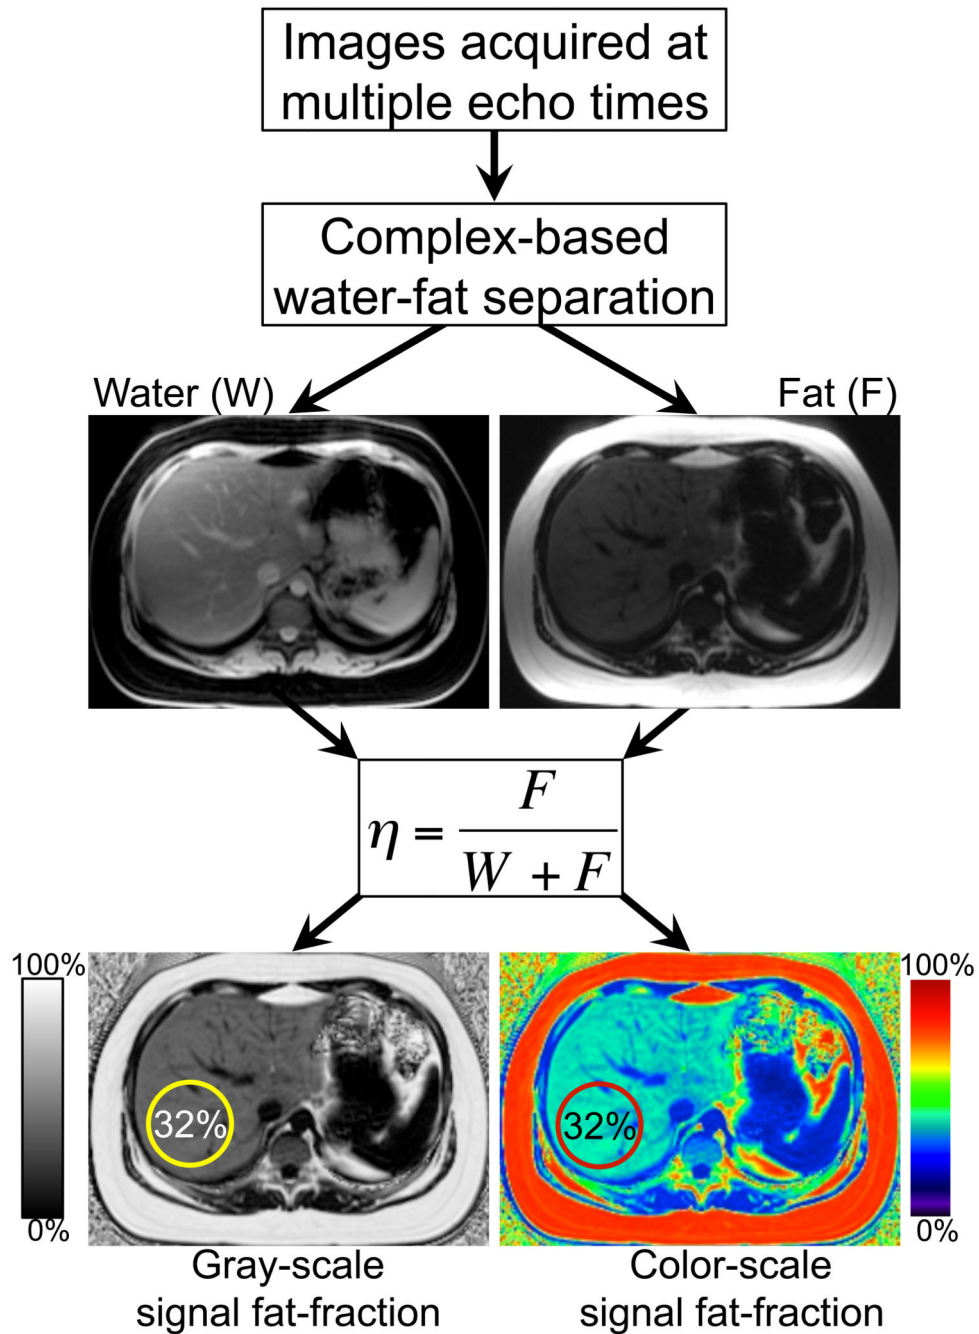 Images acquired at
multiple echo times
Complex-based
water-fat separation
Water (W)
Fat (F)
η = F / (W + F)
100%
100%
32%
32%
0%
0%
Gray-scale
signal fat-fraction
Color-scale
signal fat-fraction